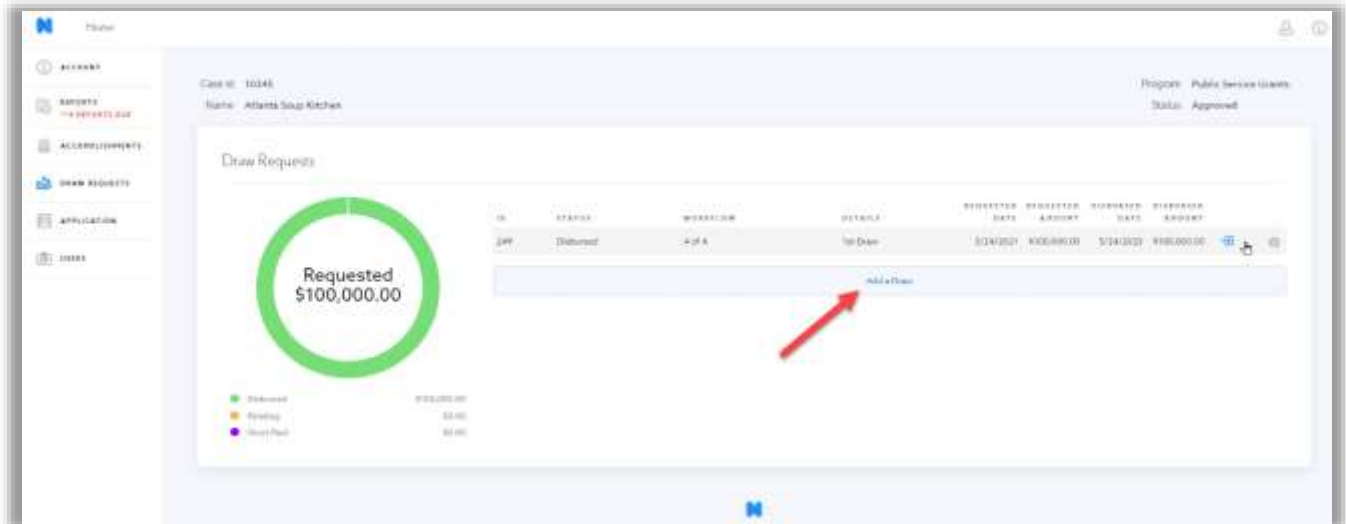 Home
ACCOUNT
REPORTS
ACCOMPLISHMENTS
DRAW REQUESTS
APPLICATION
USERS
Case Id
Name Atlanta Soup Kitchen
Program Public Service Grants
Status Approved
Draw Requests
Requested
$100,000.00
ID STATUS WORKFLOW DETAILS REQUESTED DATE REQUESTED AMOUNT DISBURSED DATE DISBURSED AMOUNT
Disbursed 4 of 4 1st Draw $100,000.00 $100,000.00
Add a Draw
Disbursed $100,000.00
Pending $0.00
$0.00